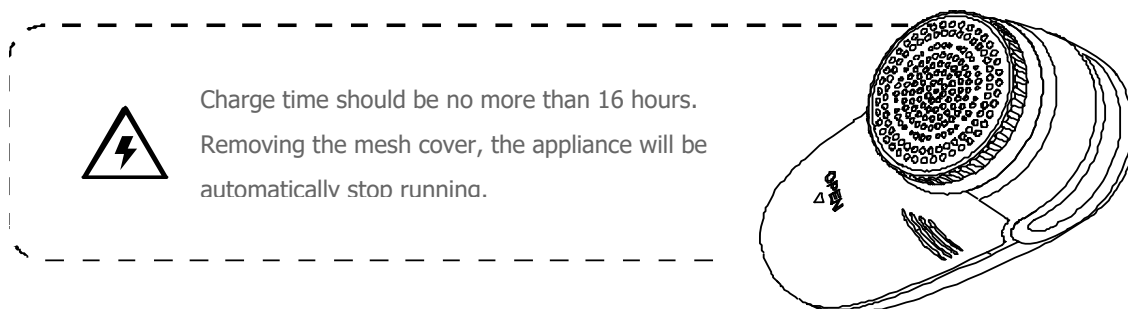 Charge time should be no more than 16 hours.
Removing the mesh cover, the appliance will be
automatically stop running.
OPEN